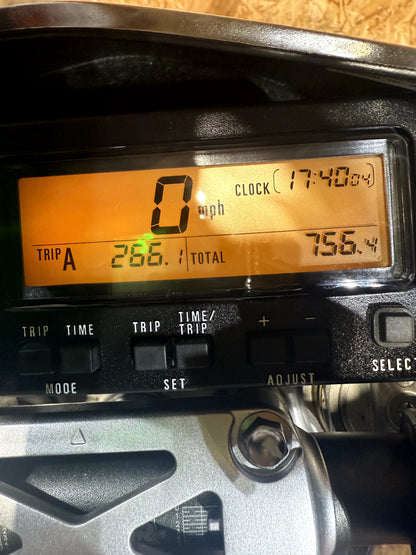 0 mph CLOCK 17:40 04
TRIP A 266.1 TOTAL 756.4
TRIP TIME TRIP TIME/TRIP + -
MODE SET ADJUST SELECT